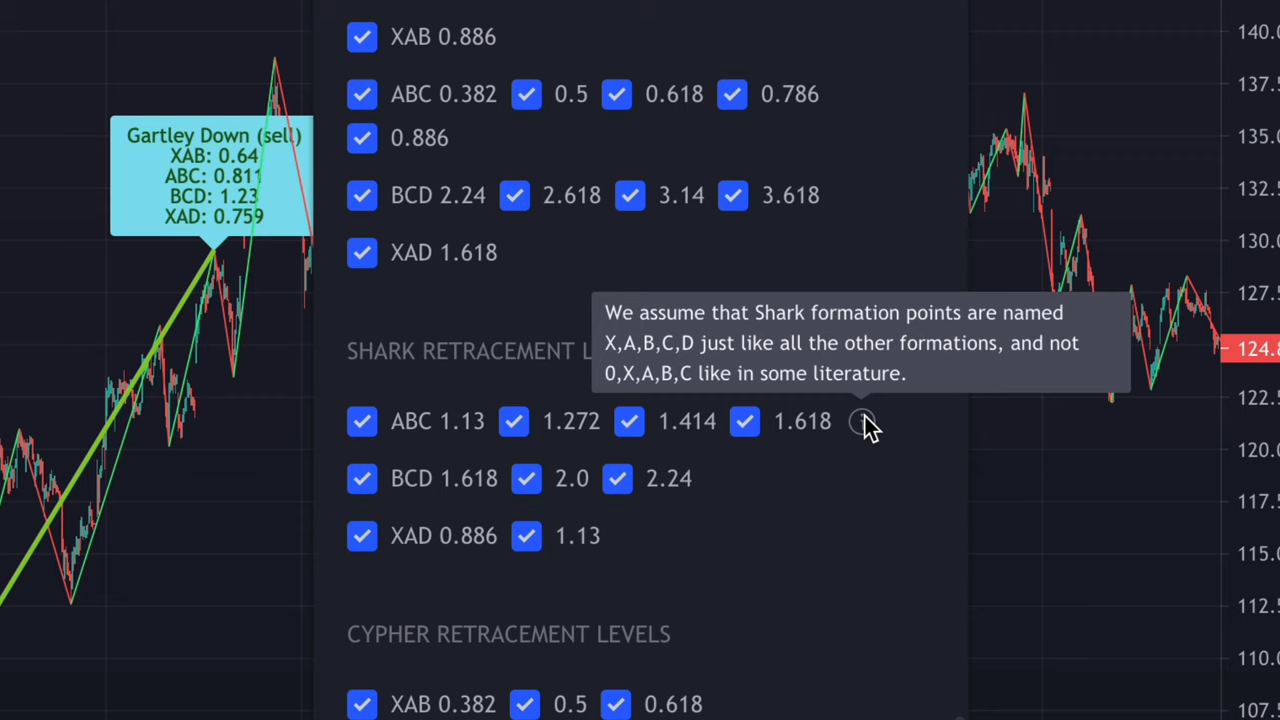 XAB 0.886
ABC 0.382 0.5 0.618 0.786
0.886
BCD 2.24 2.618 3.14 3.618
XAD 1.618
Gartley Down (sell)
XAB: 0.64
ABC: 0.811
BCD: 1.23
XAD: 0.759
We assume that Shark formation points are named
X,A,B,C,D just like all the other formations, and not
0,X,A,B,C like in some literature.
SHARK RETRACEMENT L
ABC 1.13 1.272 1.414 1.618
BCD 1.618 2.0 2.24
XAD 0.886 1.13
CYPHER RETRACEMENT LEVELS
XAB 0.382 0.5 0.618
140.0
137.5
135.0
132.5
130.0
127.5
124.8
122.5
120.0
117.5
115.0
112.5
110.0
107.5